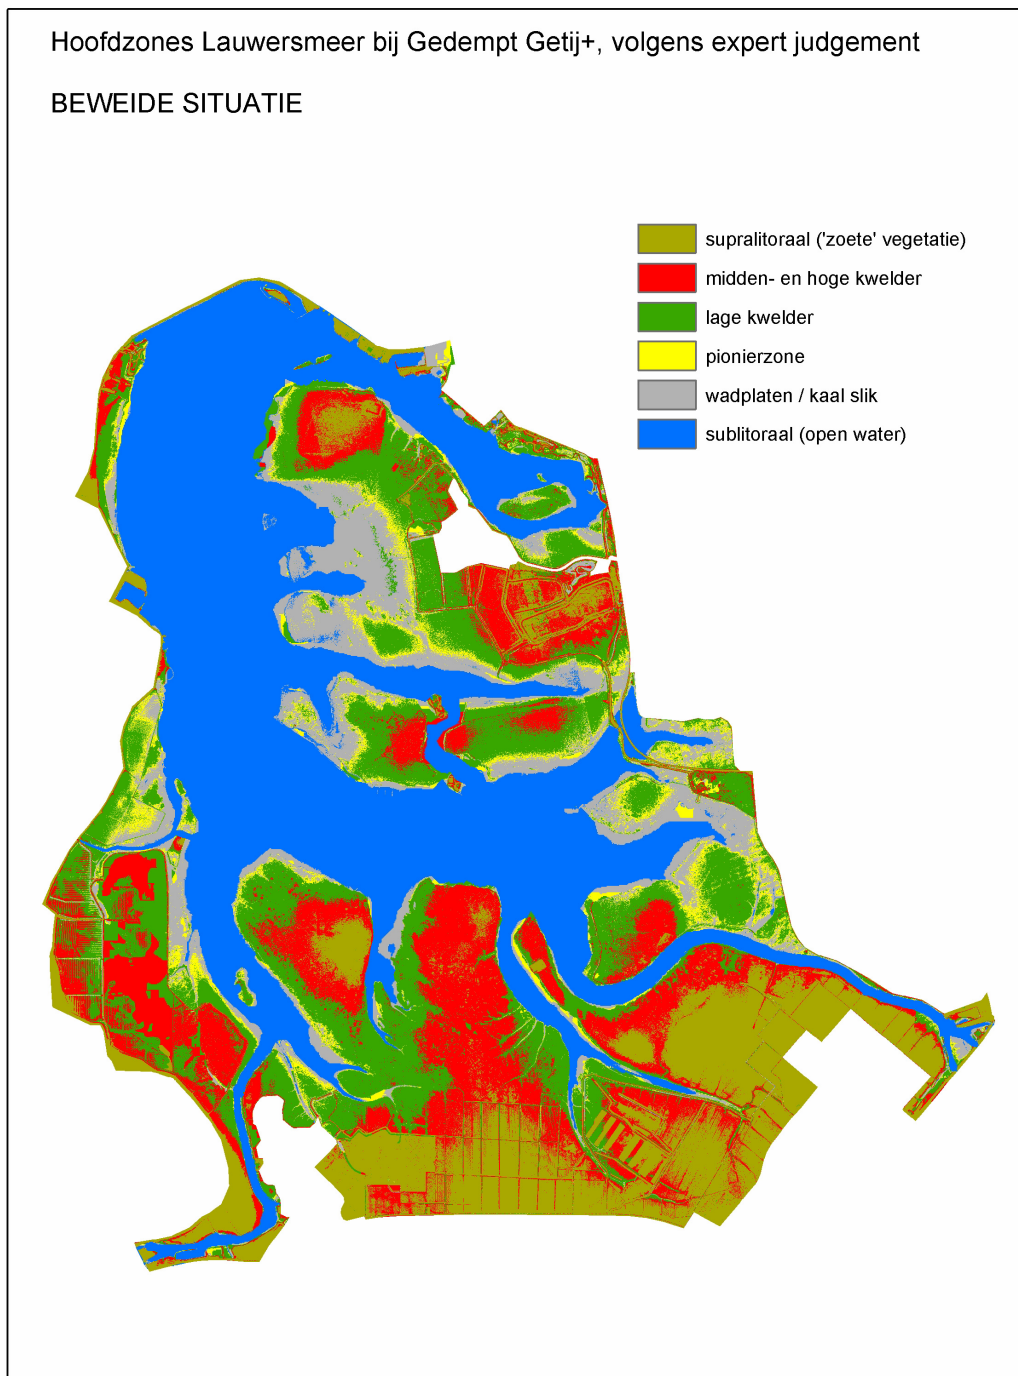 Hoofdzones Lauwersmeer bij Gedempt Getij+, volgens expert judgement
BEWEIDE SITUATIE
supralitoraal ('zoete' vegetatie)
midden- en hoge kwelder
lage kwelder
pionierzone
wadplaten / kaal slik
sublitoraal (open water)